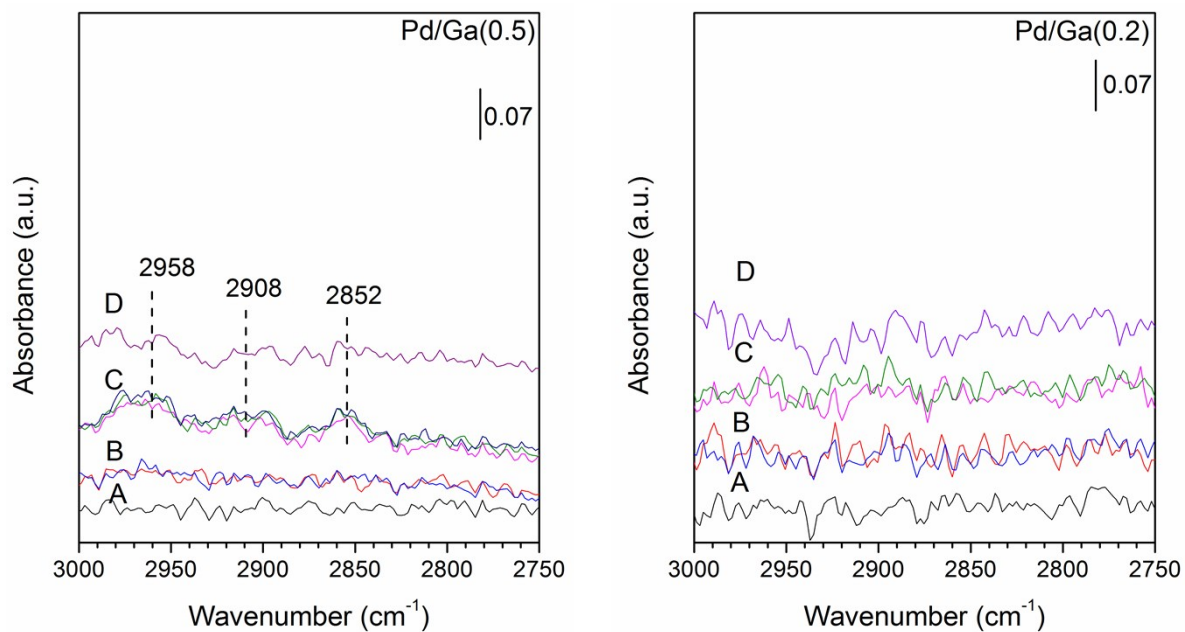 Pd/Ga(0.5)
0.07
2958
2908
2852
D
C
B
A
Absorbance (a.u.)
3000 2950 2900 2850 2800 2750
Wavenumber (cm⁻¹)
Pd/Ga(0.2)
0.07
D
C
B
A
Absorbance (a.u.)
3000 2950 2900 2850 2800 2750
Wavenumber (cm⁻¹)